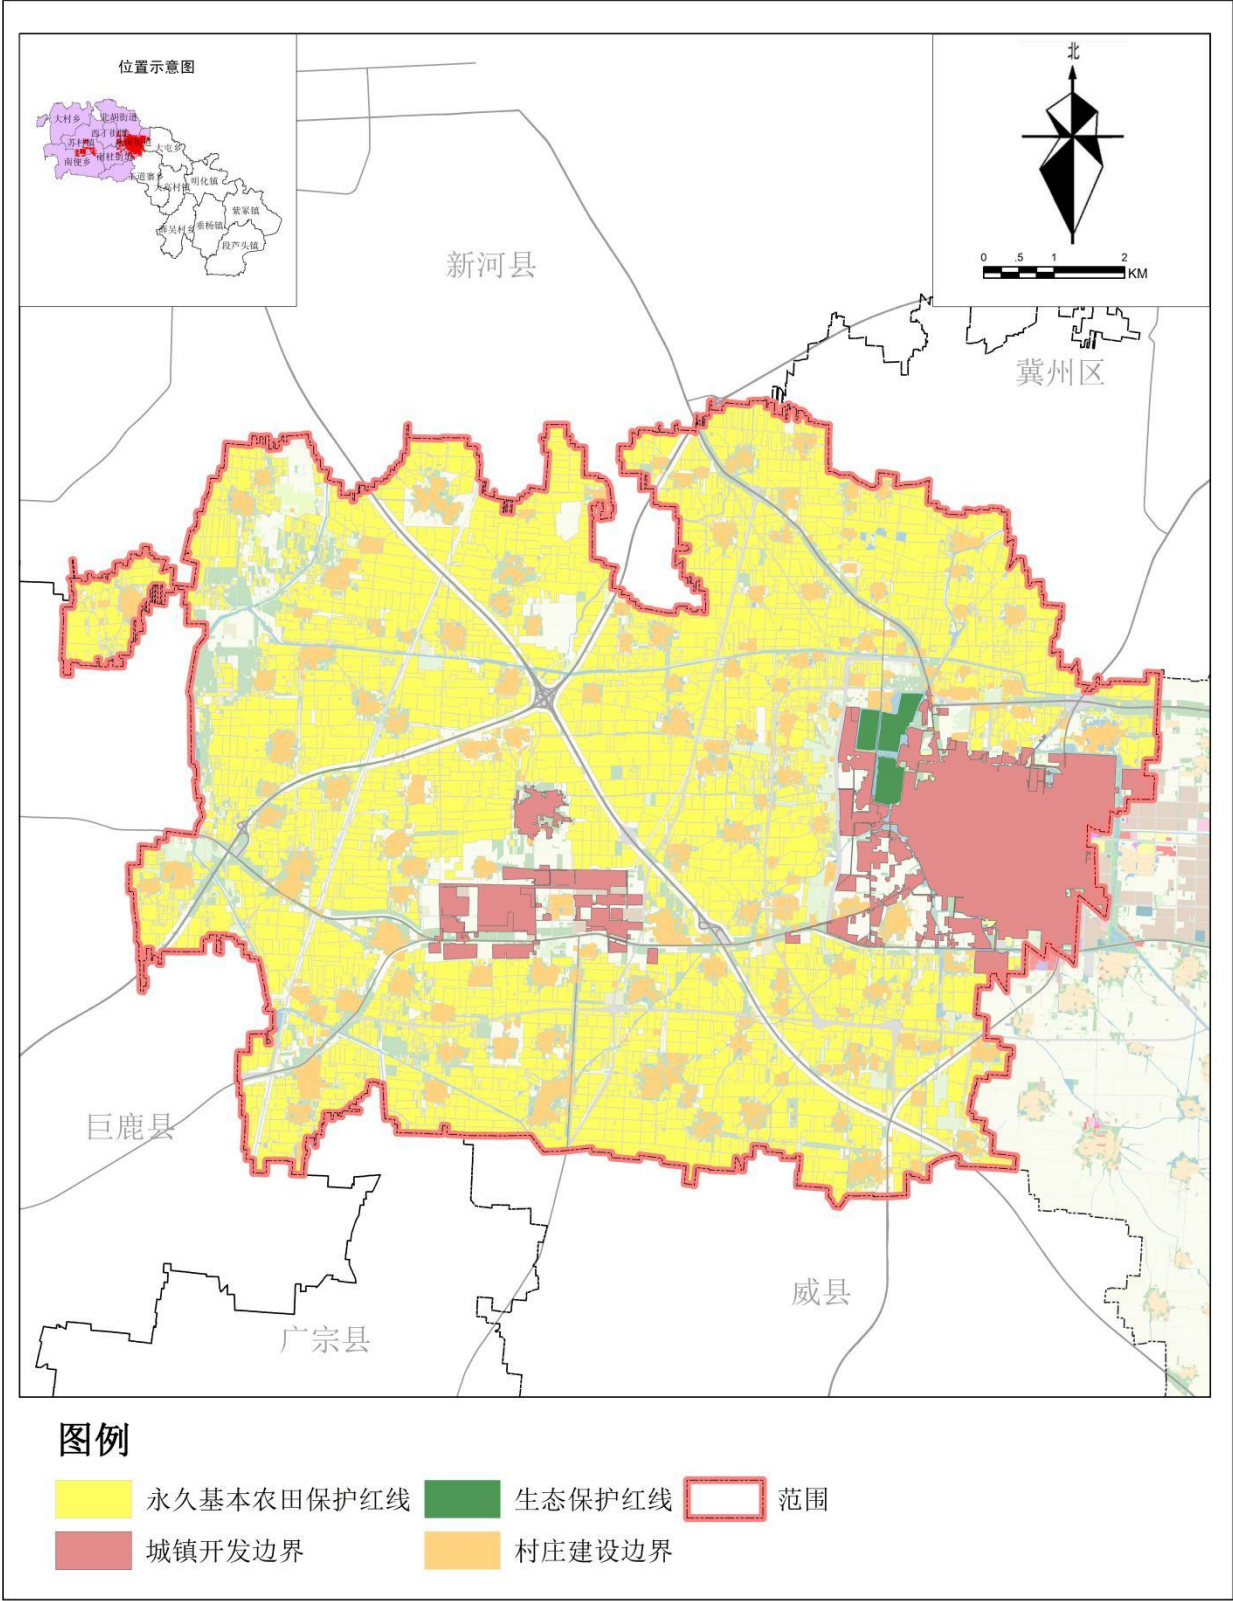 位置示意图
大村乡
北胡街道
西丁街道
苏村镇
南便乡
南杜街道
大屯乡
王道寨乡
大高村镇
明化镇
紫冢镇
垂杨镇
薛吴村乡
段芦头镇
北
0 .5 1 2
KM
新河县
冀州区
巨鹿县
广宗县
威县
图例
永久基本农田保护红线
生态保护红线
范围
城镇开发边界
村庄建设边界